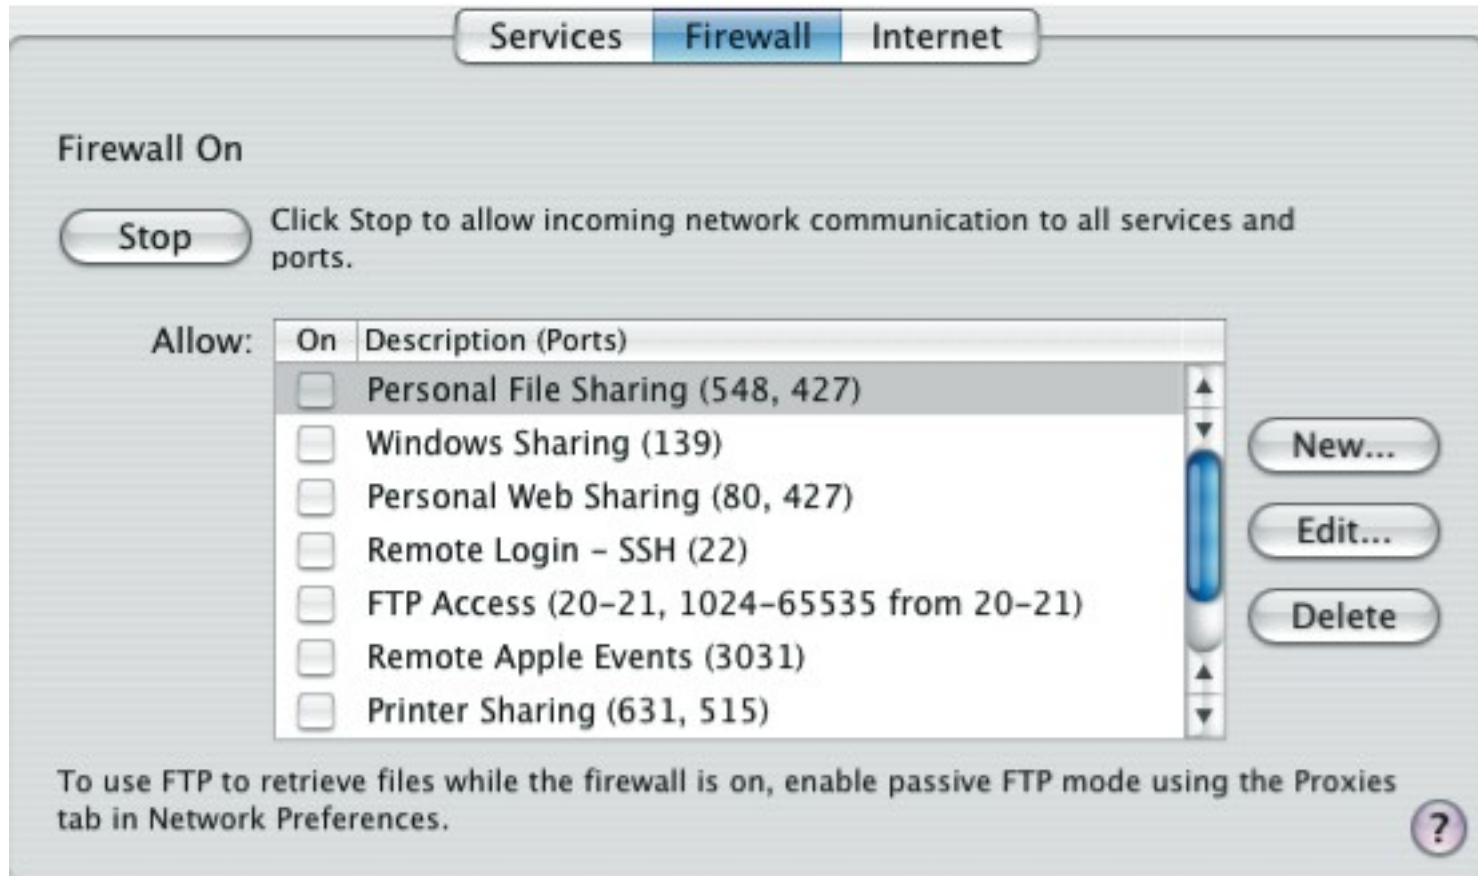 Services Firewall Internet
Firewall On
Stop
Click Stop to allow incoming network communication to all services and
ports.
Allow:
On Description (Ports)
Personal File Sharing (548, 427)
Windows Sharing (139)
Personal Web Sharing (80, 427)
Remote Login – SSH (22)
FTP Access (20–21, 1024–65535 from 20–21)
Remote Apple Events (3031)
Printer Sharing (631, 515)
New...
Edit...
Delete
To use FTP to retrieve files while the firewall is on, enable passive FTP mode using the Proxies
tab in Network Preferences.
?